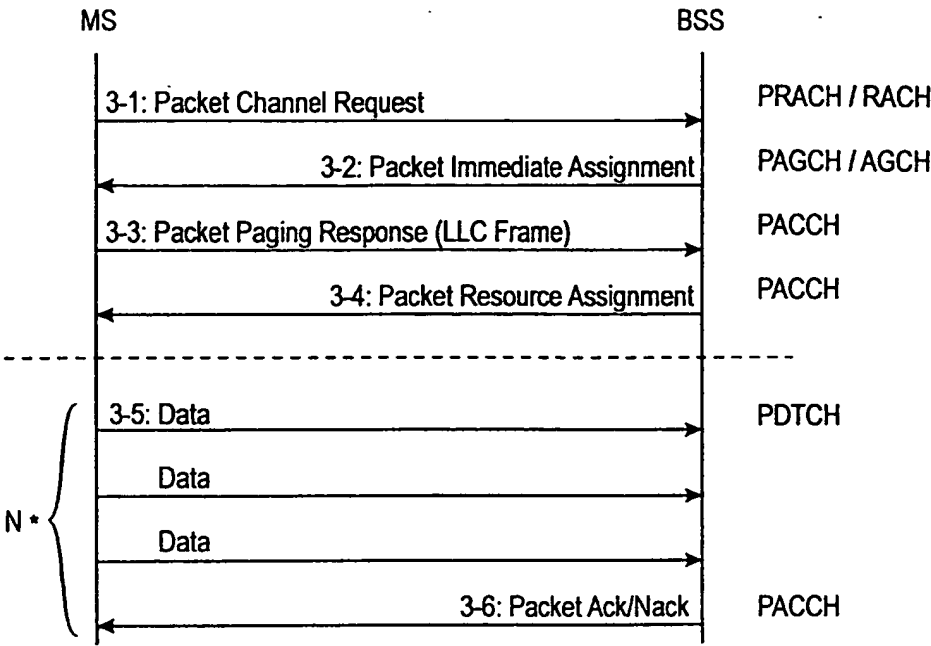 MS BSS
3-1: Packet Channel Request PRACH / RACH
3-2: Packet Immediate Assignment PAGCH / AGCH
3-3: Packet Paging Response (LLC Frame) PACCH
3-4: Packet Resource Assignment PACCH
3-5: Data PDTCH
Data
N *
Data
3-6: Packet Ack/Nack PACCH